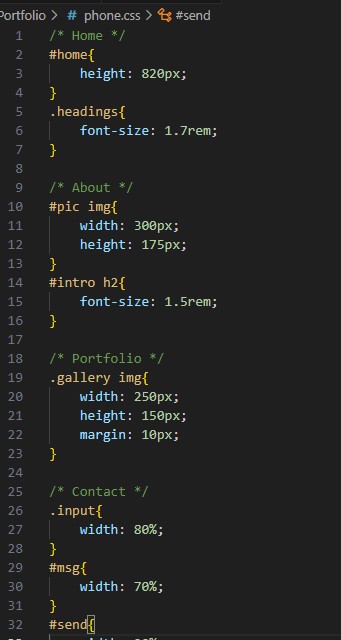 Portfolio > # phone.css > #send
1 /* Home */
2 #home{
3 height: 820px;
4 }
5 .headings{
6 font-size: 1.7rem;
7 }
8
9 /* About */
10 #pic img{
11 width: 300px;
12 height: 175px;
13 }
14 #intro h2{
15 font-size: 1.5rem;
16 }
17
18 /* Portfolio */
19 .gallery img{
20 width: 250px;
21 height: 150px;
22 margin: 10px;
23 }
24
25 /* Contact */
26 .input{
27 width: 80%;
28 }
29 #msg{
30 width: 70%;
31 }
32 #send{